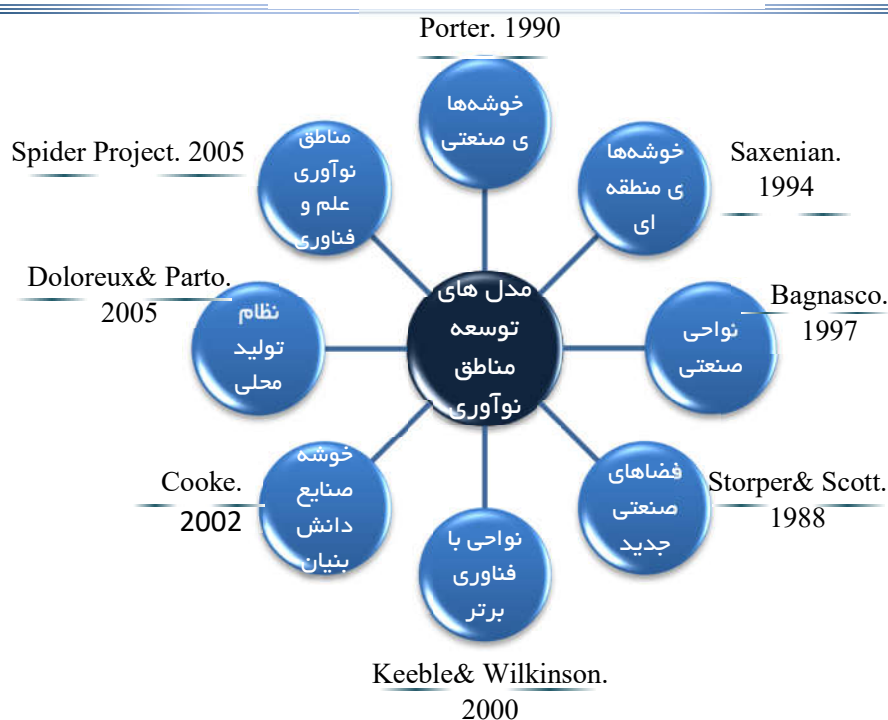 Porter. 1990
خوشه‌ها
ی صنعتی
Saxenian.
1994
خوشه‌ها
ی منطقه
ای
Bagnasco.
1997
نواحی
صنعتی
Storper& Scott.
1988
فضاهای
صنعتی
جدید
Keeble& Wilkinson.
2000
نواحی با
فناوری
برتر
Cooke.
2002
خوشه
صنایع
دانش
بنیان
Doloreux& Parto.
2005
نظام
تولید
محلی
Spider Project. 2005
مناطق
نوآوری
علم و
فناوری
مدل های
توسعه
مناطق
نوآوری